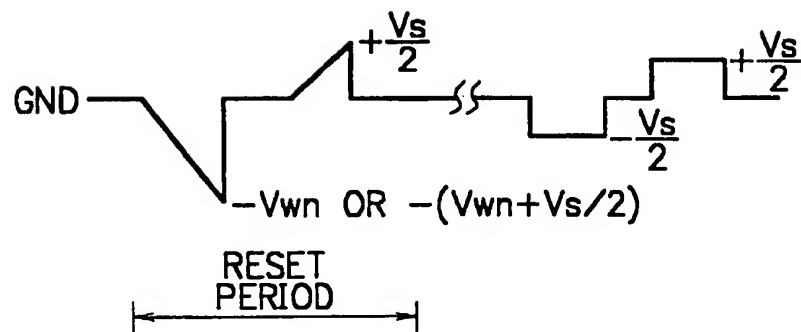 +Vs/2
GND
+Vs/2
-Vs/2
-Vwn OR -(Vwn+Vs/2)
RESET
PERIOD